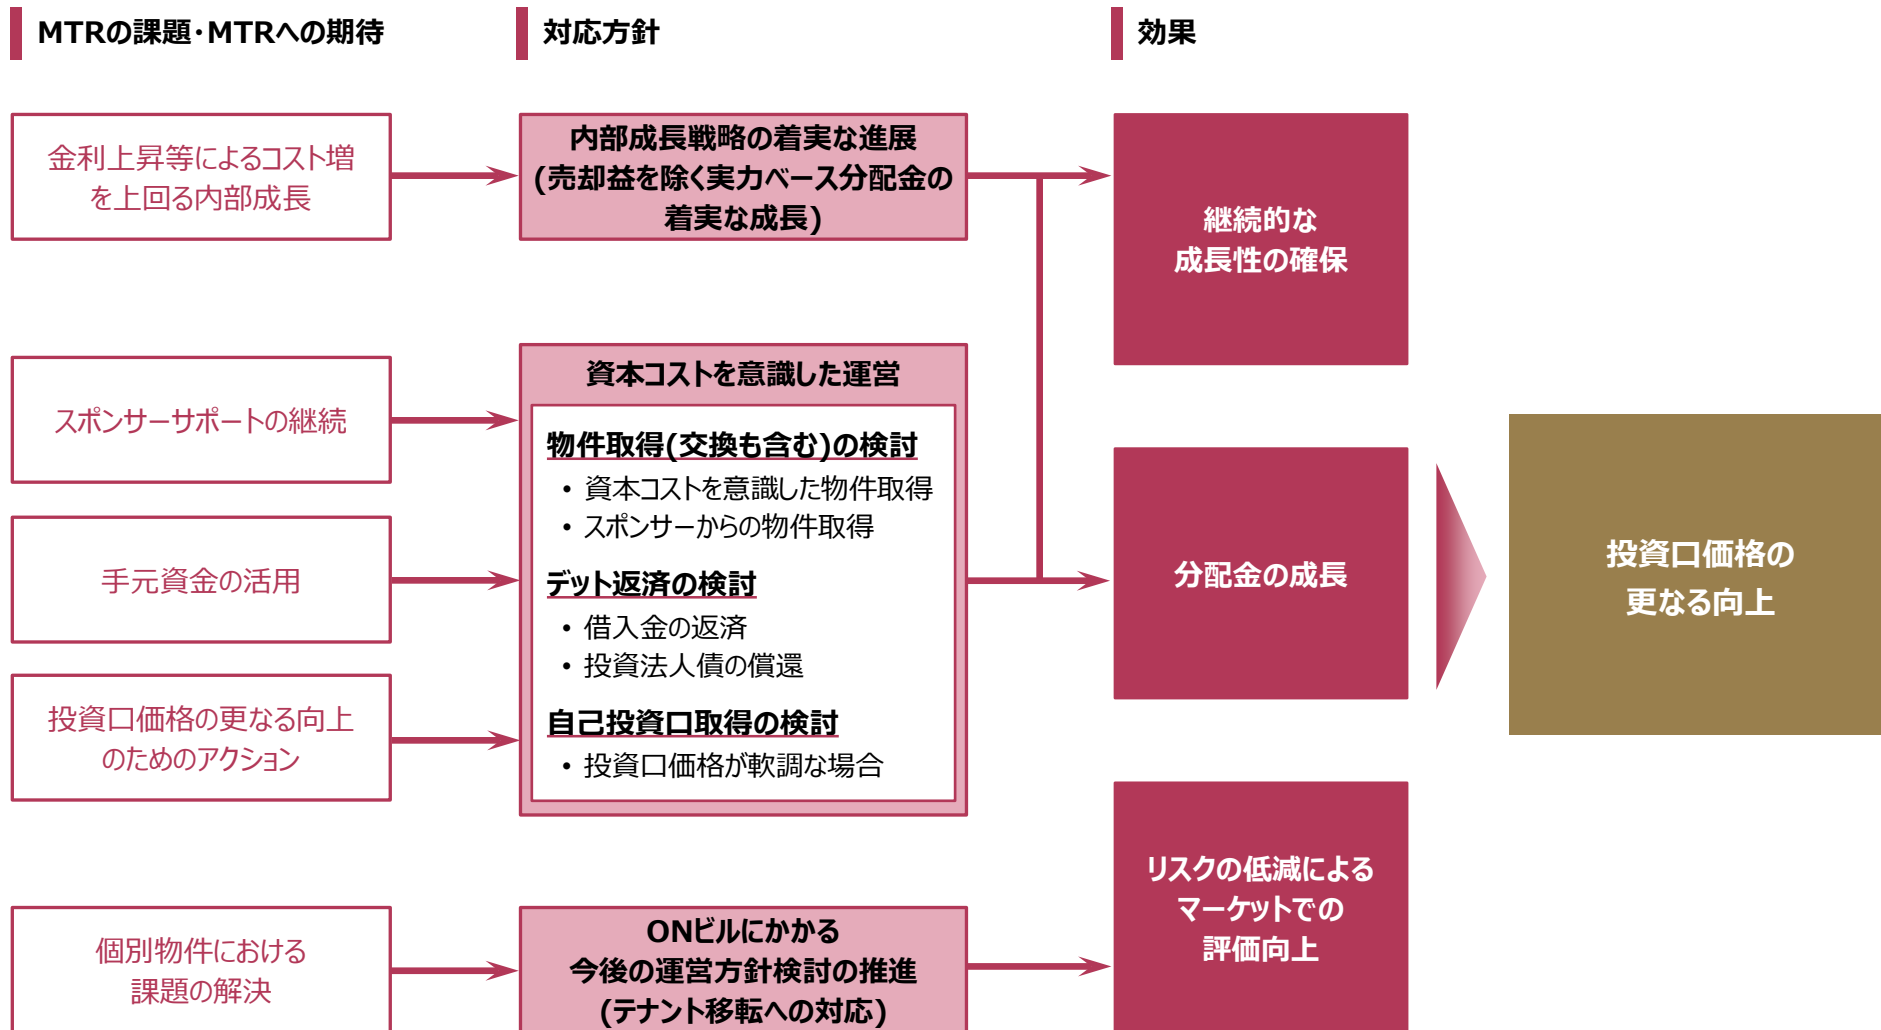 MTRの課題・MTRへの期待
対応方針
効果
金利上昇等によるコスト増
を上回る内部成長
内部成長戦略の着実な進展
(売却益を除く実力ベース分配金の
着実な成長)
継続的な
成長性の確保
スポンサーサポートの継続
手元資金の活用
投資口価格の更なる向上
のためのアクション
資本コストを意識した運営
物件取得(交換も含む)の検討
• 資本コストを意識した物件取得
• スポンサーからの物件取得
デット返済の検討
• 借入金の返済
• 投資法人債の償還
自己投資口取得の検討
• 投資口価格が軟調な場合
分配金の成長
投資口価格の
更なる向上
個別物件における
課題の解決
ONビルにかかる
今後の運営方針検討の推進
(テナント移転への対応)
リスクの低減による
マーケットでの
評価向上